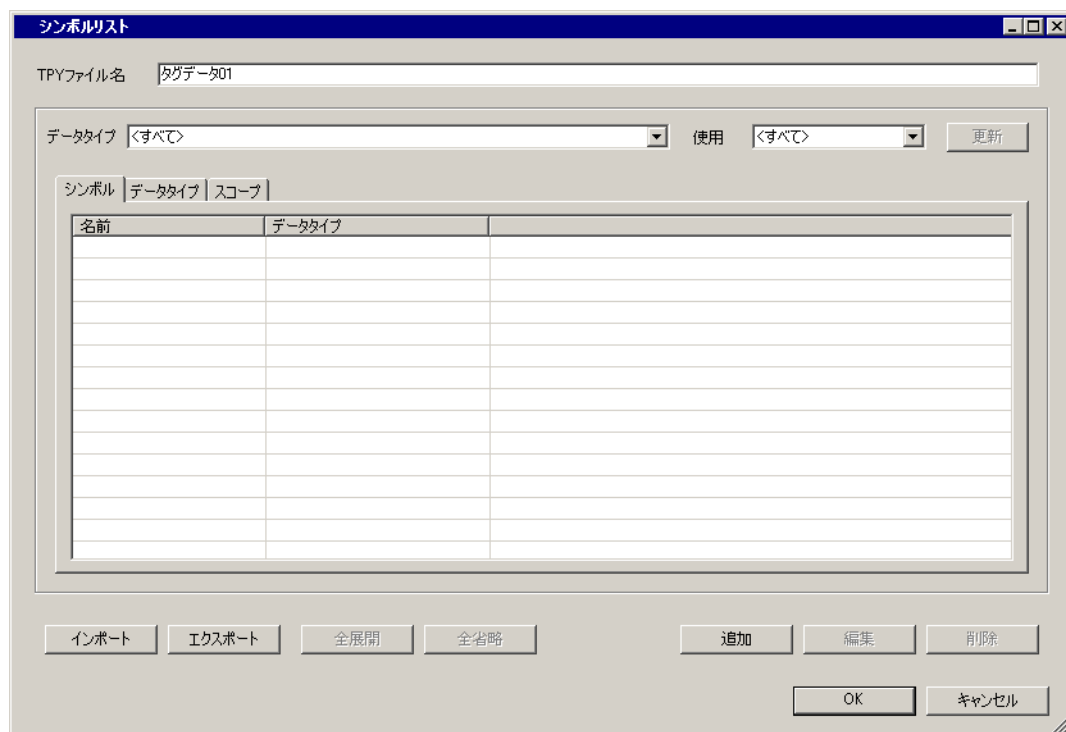 シンボルリスト
TPYファイル名 タグデータ01
データタイプ <すべて> 使用 <すべて> 更新
シンボル データタイプ スコープ
名前 データタイプ
インポート エクスポート 全展開 全省略 追加 編集 削除
OK キャンセル